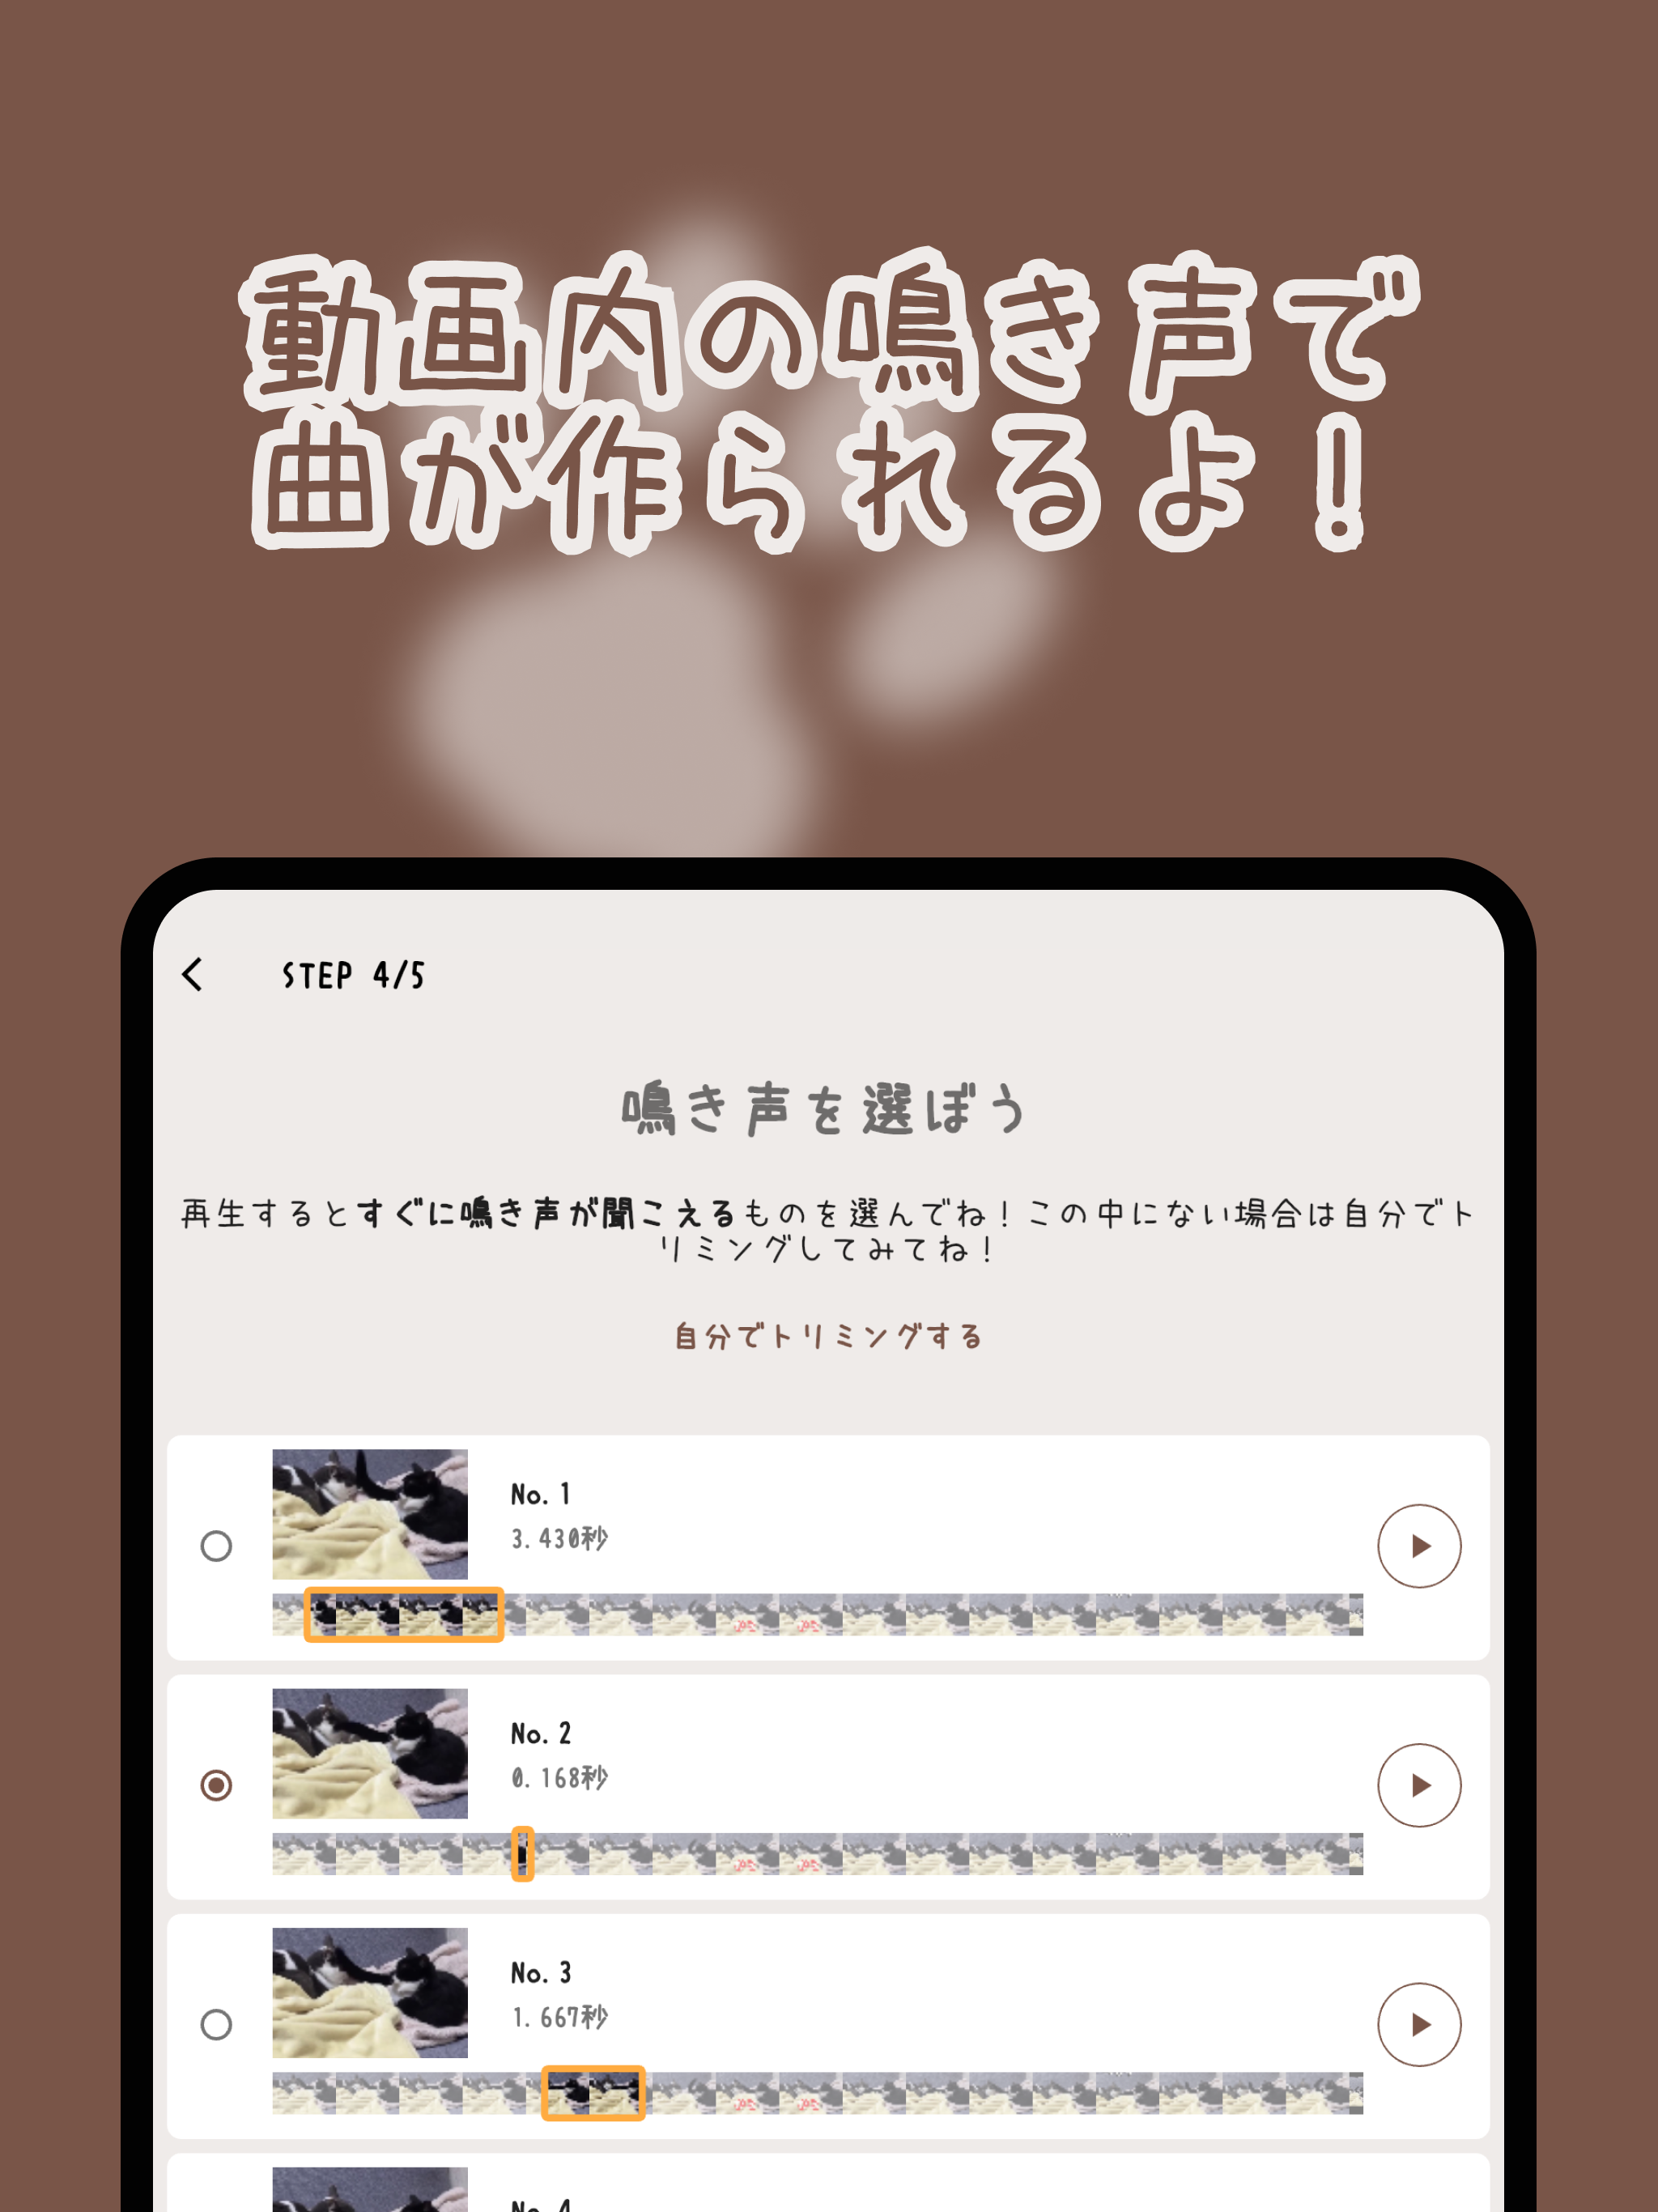 動画内の鳴き声で
曲が作られるよ！
STEP 4/5
鳴き声を選ぼう
再生するとすぐに鳴き声が聞こえるものを選んでね！この中にない場合は自分でト
リミングしてみてね！
自分でトリミングする
No. 1
3.430秒
No. 2
0.168秒
No. 3
1.667秒
No. 4